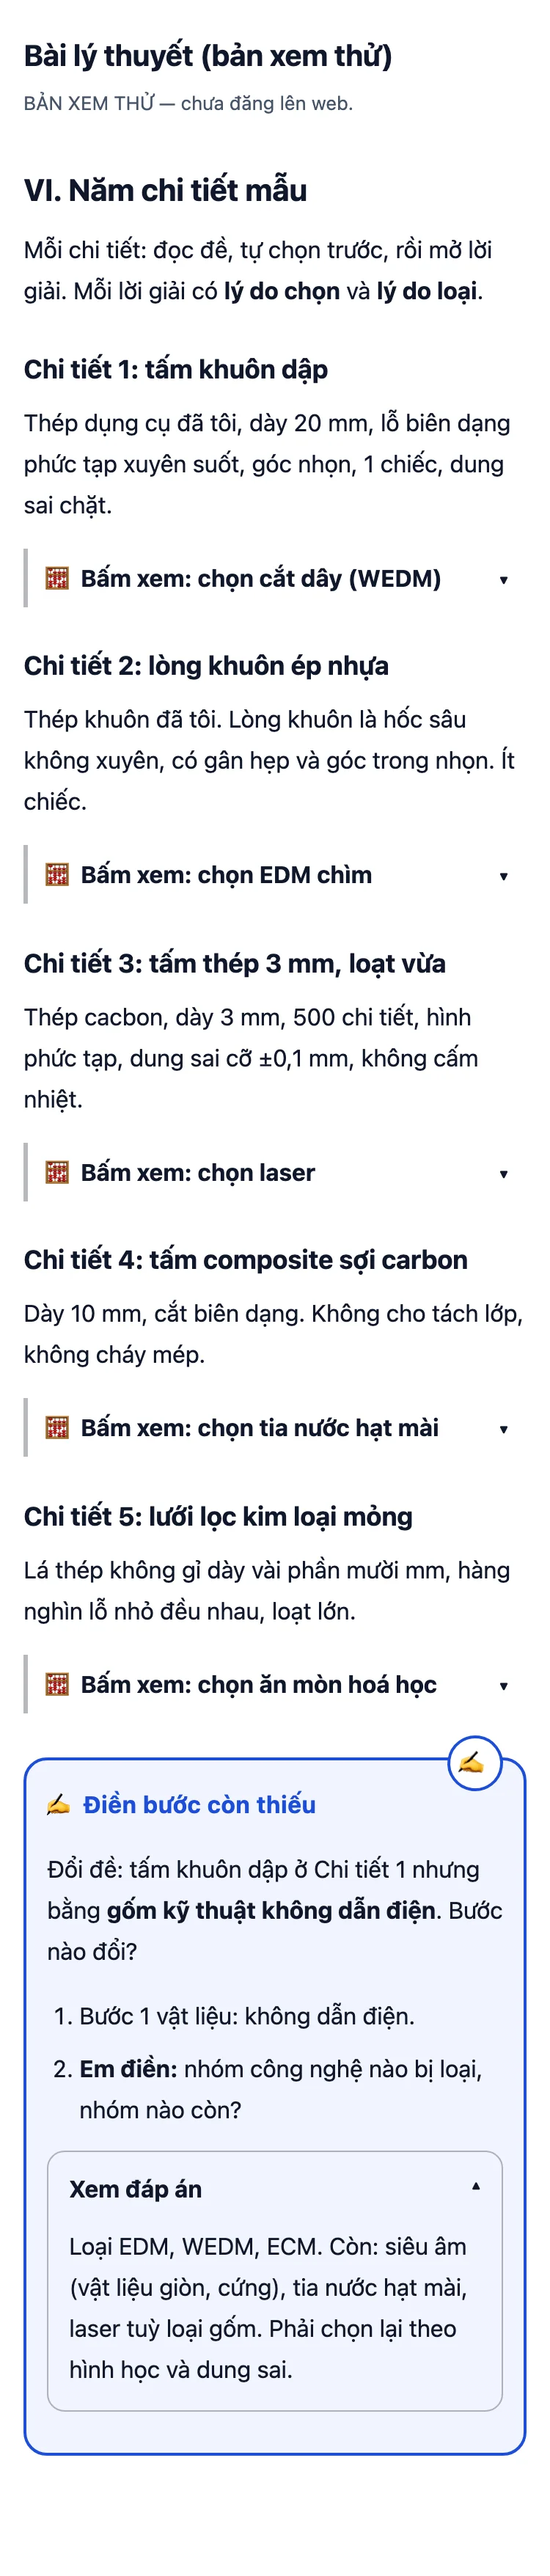 Bài lý thuyết (bản xem thử)
BẢN XEM THỬ — chưa đăng lên web.
VI. Năm chi tiết mẫu
Mỗi chi tiết: đọc đề, tự chọn trước, rồi mở lời
giải. Mỗi lời giải có lý do chọn và lý do loại.
Chi tiết 1: tấm khuôn dập
Thép dụng cụ đã tôi, dày 20 mm, lỗ biên dạng
phức tạp xuyên suốt, góc nhọn, 1 chiếc, dung
sai chặt.
🧮 Bấm xem: chọn cắt dây (WEDM) ▼
Chi tiết 2: lòng khuôn ép nhựa
Thép khuôn đã tôi. Lòng khuôn là hốc sâu
không xuyên, có gân hẹp và góc trong nhọn. Ít
chiếc.
🧮 Bấm xem: chọn EDM chìm ▼
Chi tiết 3: tấm thép 3 mm, loạt vừa
Thép cacbon, dày 3 mm, 500 chi tiết, hình
phức tạp, dung sai cỡ ±0,1 mm, không cấm
nhiệt.
🧮 Bấm xem: chọn laser ▼
Chi tiết 4: tấm composite sợi carbon
Dày 10 mm, cắt biên dạng. Không cho tách lớp,
không cháy mép.
🧮 Bấm xem: chọn tia nước hạt mài ▼
Chi tiết 5: lưới lọc kim loại mỏng
Lá thép không gỉ dày vài phần mười mm, hàng
nghìn lỗ nhỏ đều nhau, loạt lớn.
🧮 Bấm xem: chọn ăn mòn hoá học ▼
✍️
✍️ Điền bước còn thiếu
Đổi đề: tấm khuôn dập ở Chi tiết 1 nhưng
bằng gốm kỹ thuật không dẫn điện. Bước
nào đổi?
1. Bước 1 vật liệu: không dẫn điện.
2. Em điền: nhóm công nghệ nào bị loại,
nhóm nào còn?
Xem đáp án ▲
Loại EDM, WEDM, ECM. Còn: siêu âm
(vật liệu giòn, cứng), tia nước hạt mài,
laser tuỳ loại gốm. Phải chọn lại theo
hình học và dung sai.